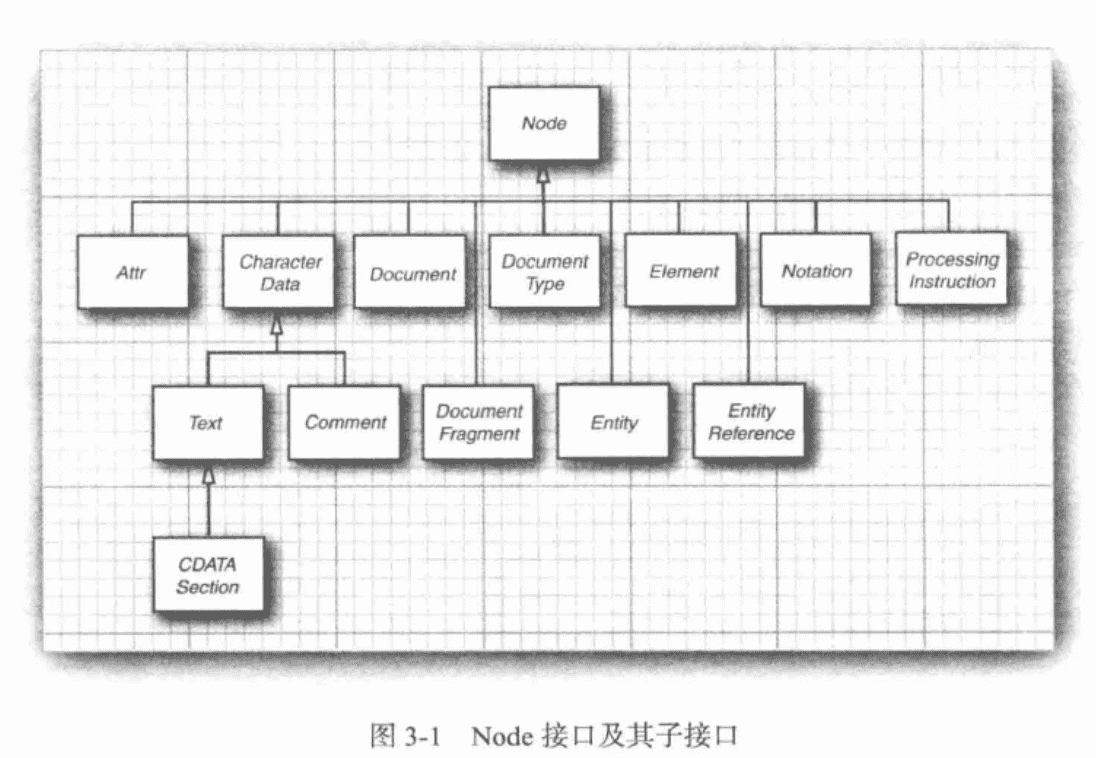 Node
Attr
Character
Data
Document
Document
Type
Element
Notation
Processing
Instruction
Text
Comment
Document
Fragment
Entity
Entity
Reference
CDATA
Section
图 3-1 Node 接口及其子接口